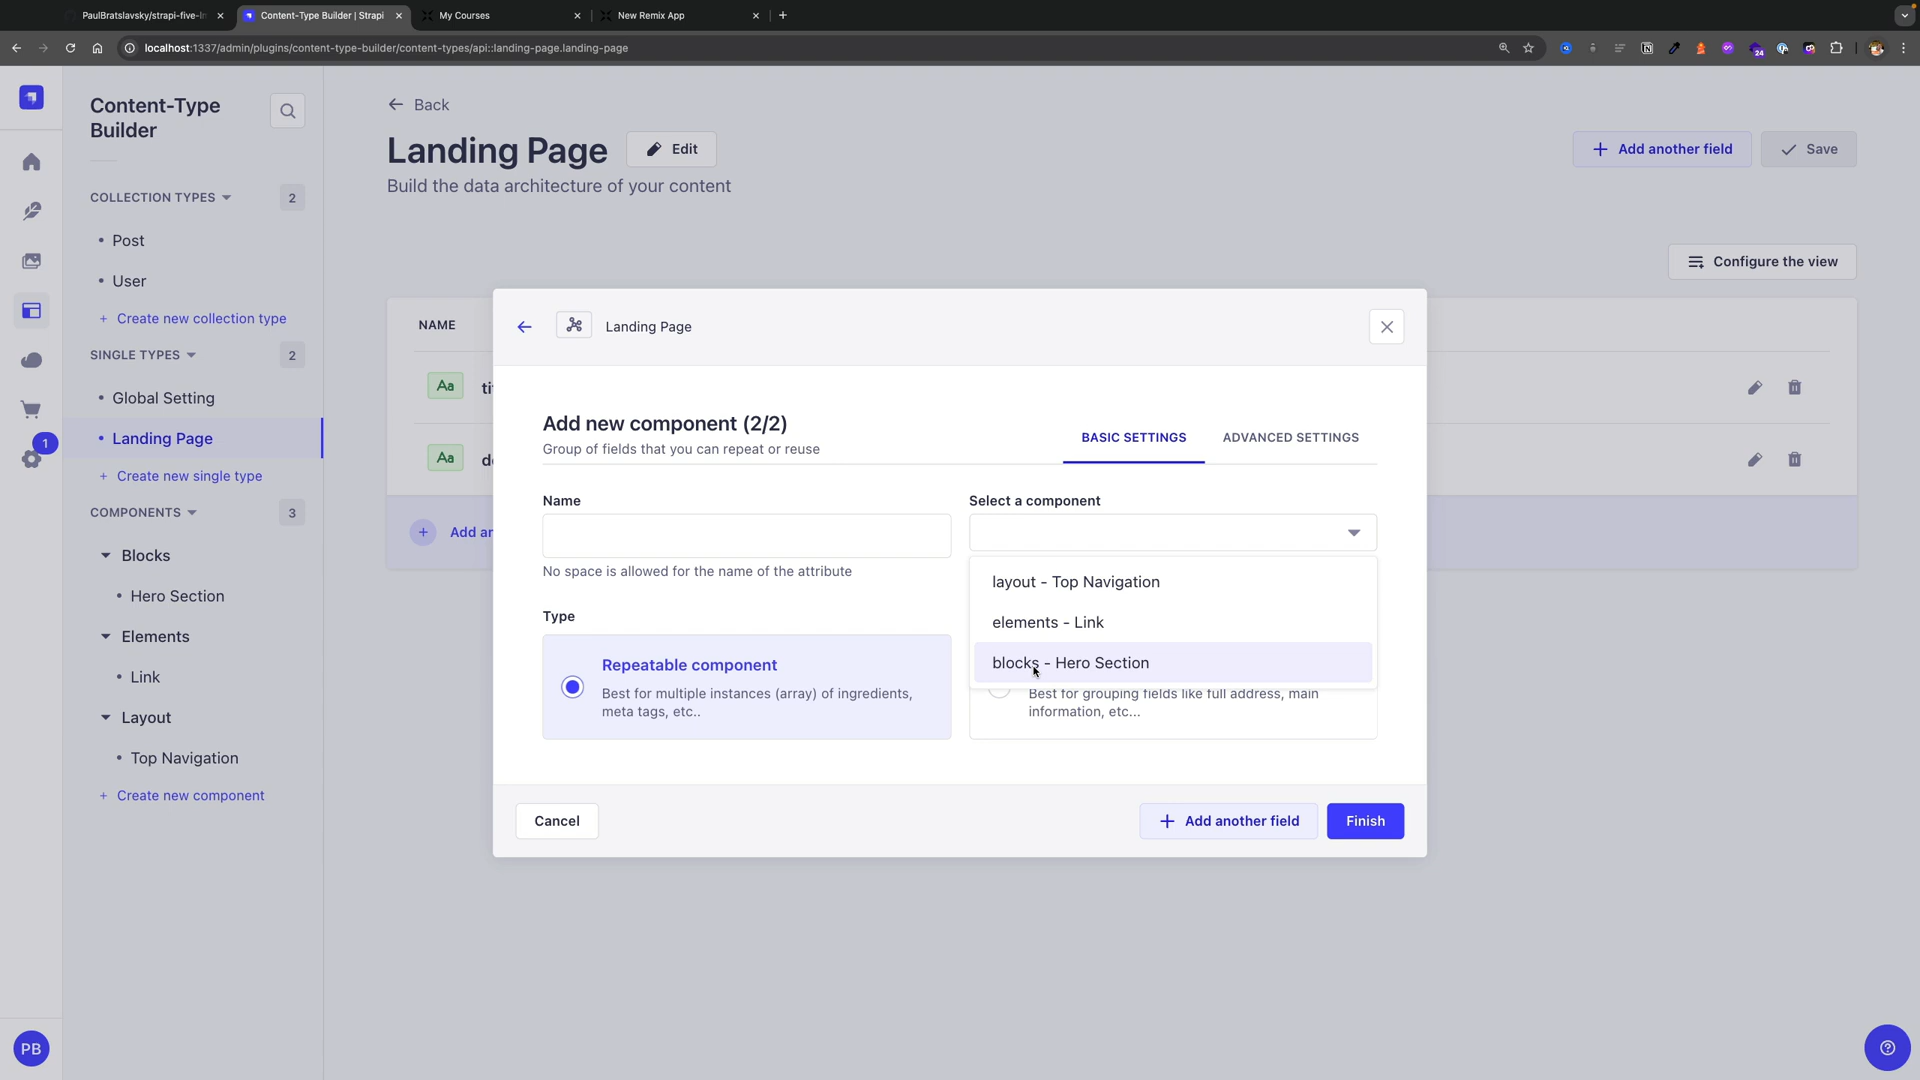 PaulBratslavsky/strapi-five-in
Content-Type Builder | Strapi
My Courses
New Remix App
localhost:1337/admin/plugins/content-type-builder/content-types/api::landing-page.landing-page
24
Content-Type
Builder
COLLECTION TYPES
2
Post
User
+ Create new collection type
SINGLE TYPES
2
Global Setting
Landing Page
1
+ Create new single type
COMPONENTS
3
Blocks
Hero Section
Elements
Link
Layout
Top Navigation
+ Create new component
PB
Back
Landing Page
Edit
Build the data architecture of your content
Add another field
Save
Configure the view
NAME
Aa
Aa
Landing Page
Add new component (2/2)
Group of fields that you can repeat or reuse
BASIC SETTINGS
ADVANCED SETTINGS
Name
No space is allowed for the name of the attribute
Select a component
layout - Top Navigation
elements - Link
blocks - Hero Section
Type
Repeatable component
Best for multiple instances (array) of ingredients,
meta tags, etc..
Best for grouping fields like full address, main
information, etc...
Cancel
Add another field
Finish